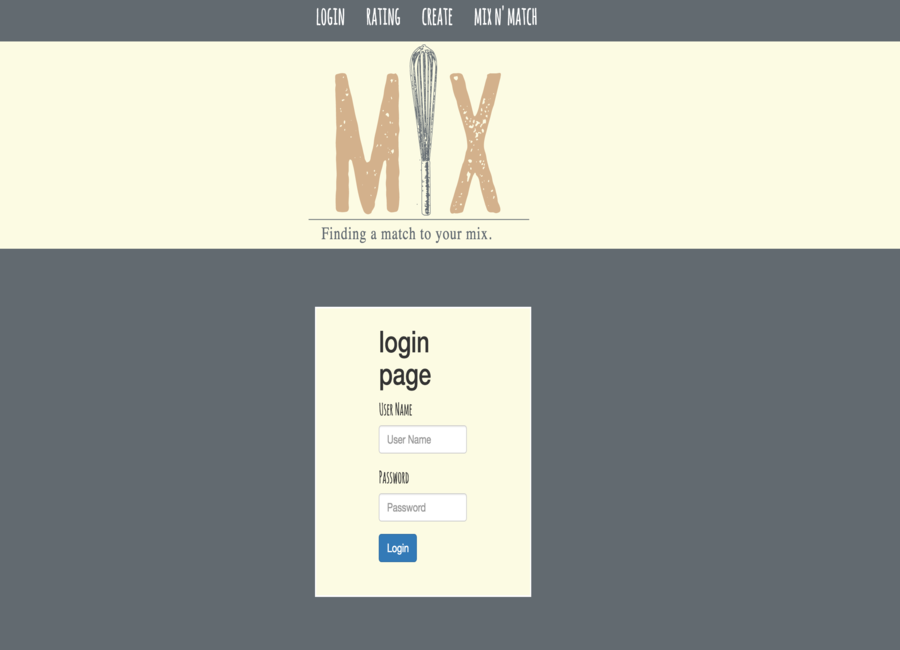 LOGIN RATING CREATE MIX N' MATCH
MIX
Finding a match to your mix.
login
page
User Name
User Name
Password
Password
Login